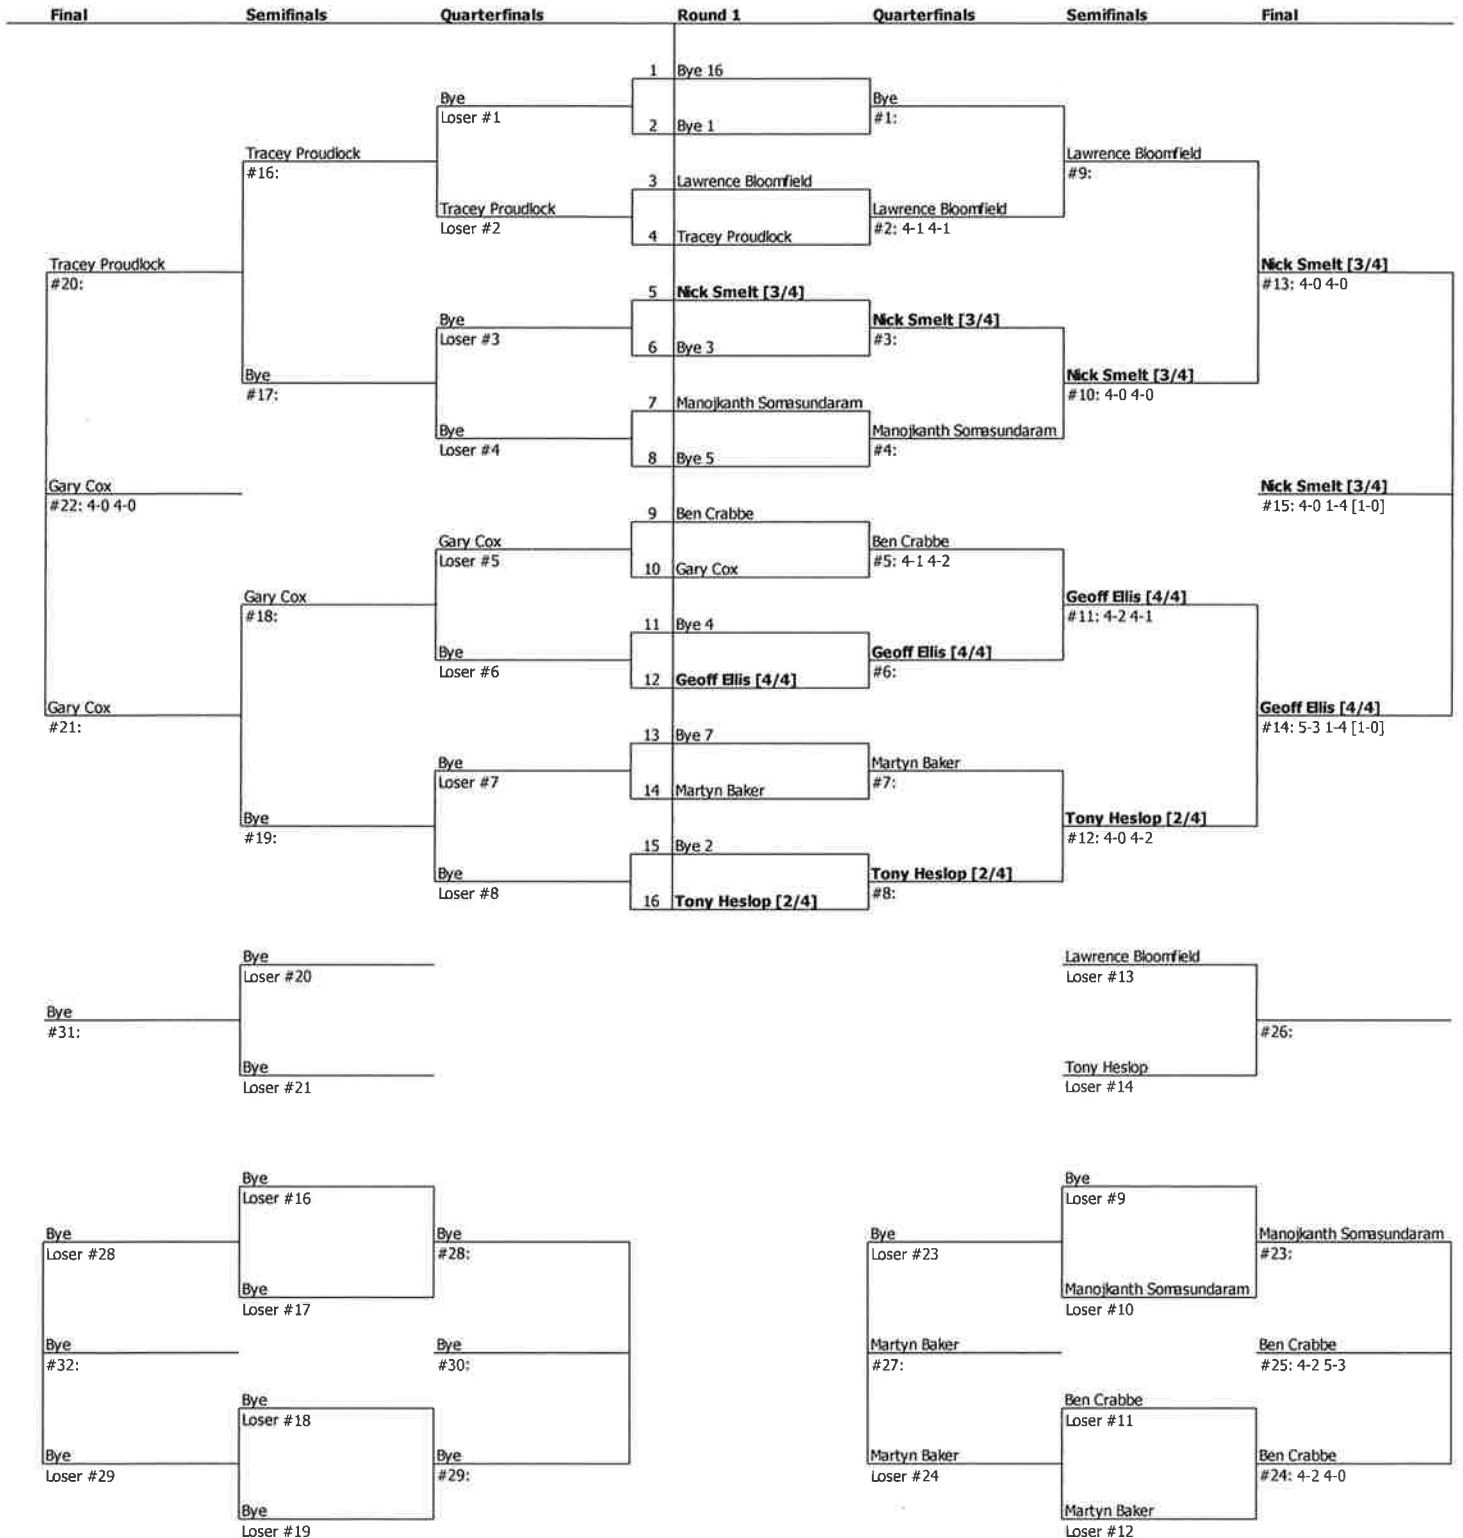 Final Semifinals Quarterfinals Round 1 Quarterfinals Semifinals Final
1 Bye 16
Bye Bye
Loser #1 #1:
2 Bye 1
Tracey Proudlock Lawrence Bloomfield
#16: #9:
3 Lawrence Bloomfield
Tracey Proudlock Lawrence Bloomfield
Loser #2 #2: 4-1 4-1
4 Tracey Proudlock
Tracey Proudlock Nick Smelt [3/4]
#20: #13: 4-0 4-0
5 Nick Smelt [3/4]
Bye Nick Smelt [3/4]
Loser #3 #3:
6 Bye 3
Bye Nick Smelt [3/4]
#17: #10: 4-0 4-0
7 Manojkanth Somasundaram
Bye Manojkanth Somasundaram
Loser #4 #4:
8 Bye 5
Gary Cox Nick Smelt [3/4]
#22: 4-0 4-0 #15: 4-0 1-4 [1-0]
9 Ben Crabbe
Gary Cox Ben Crabbe
Loser #5 #5: 4-1 4-2
10 Gary Cox
Gary Cox Geoff Ellis [4/4]
#18: #11: 4-2 4-1
11 Bye 4
Bye Geoff Ellis [4/4]
Loser #6 #6:
12 Geoff Ellis [4/4]
Gary Cox Geoff Ellis [4/4]
#21: #14: 5-3 1-4 [1-0]
13 Bye 7
Bye Martyn Baker
Loser #7 #7:
14 Martyn Baker
Bye Tony Heslop [2/4]
#19: #12: 4-0 4-2
15 Bye 2
Bye Tony Heslop [2/4]
Loser #8 #8:
16 Tony Heslop [2/4]
Bye Lawrence Bloomfield
Loser #20 Loser #13
Bye
#31: #26:
Bye Tony Heslop
Loser #21 Loser #14
Bye Bye
Loser #16 Loser #9
Bye Bye Bye Manojkanth Somasundaram
Loser #28 #28: Loser #23 #23:
Bye Manojkanth Somasundaram
Loser #17 Loser #10
Bye Bye Martyn Baker Ben Crabbe
#32: #30: #27: #25: 4-2 5-3
Bye Ben Crabbe
Loser #18 Loser #11
Bye Bye Martyn Baker Ben Crabbe
Loser #29 #29: Loser #24 #24: 4-2 4-0
Bye Martyn Baker
Loser #19 Loser #12